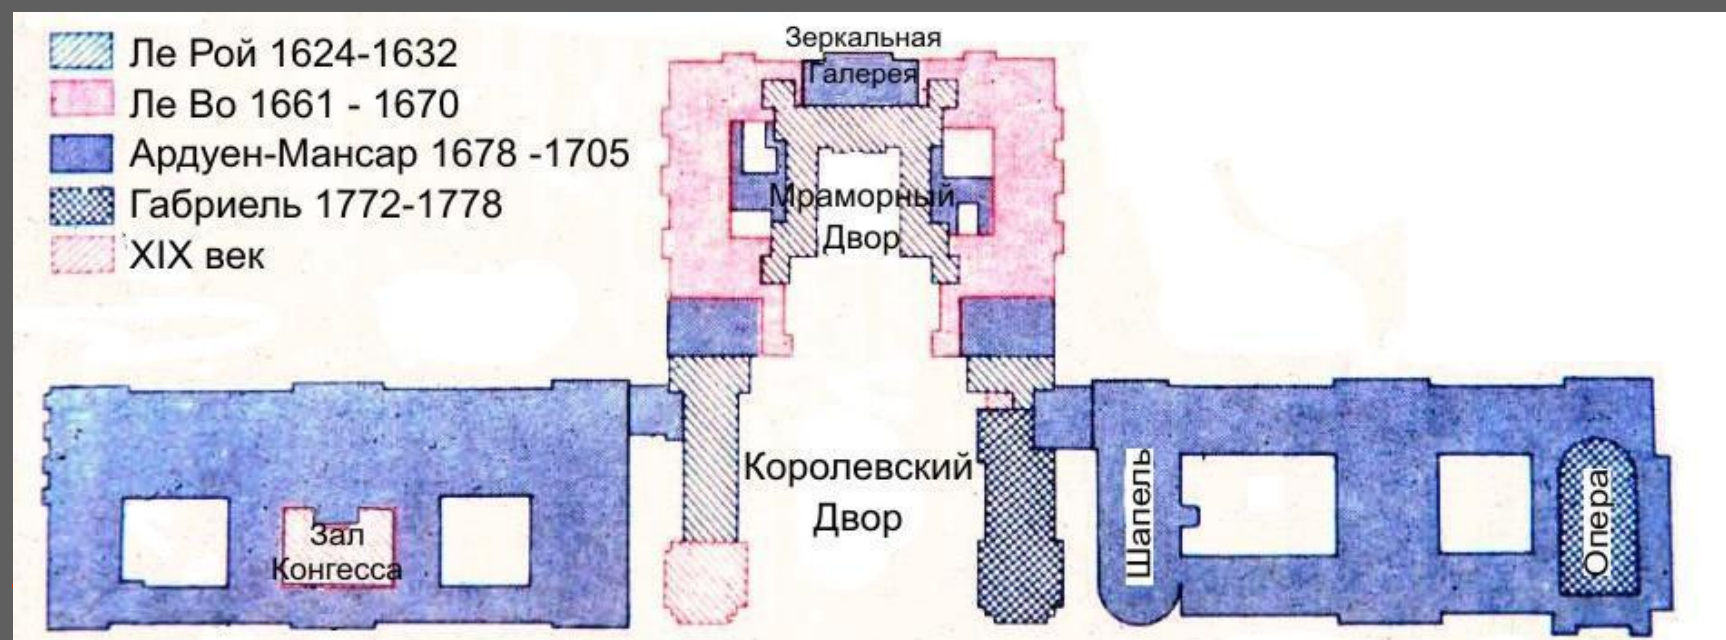 Ле Рой 1624-1632
Ле Во 1661 - 1670
Ардуен-Мансар 1678 -1705
Габриель 1772-1778
XIX век
Зеркальная
Галерея
Мраморный
Двор
Королевский
Двор
Зал
Конгесса
Шапель
Опера